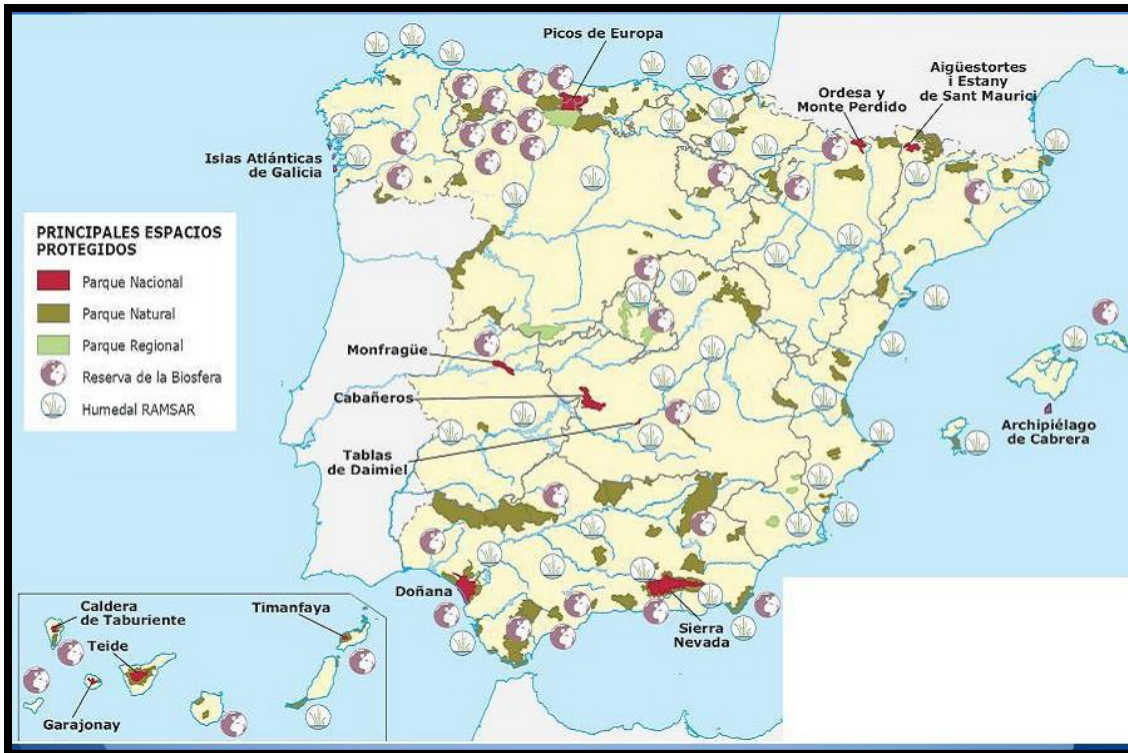 Picos de Europa
Aigüestortes
i Estany
de Sant Maurici
Ordesa y
Monte Perdido
Islas Atlánticas
de Galicia
PRINCIPALES ESPACIOS
PROTEGIDOS
Parque Nacional
Parque Natural
Parque Regional
Reserva de la Biosfera
Humedal RAMSAR
Monfragüe
Cabañeros
Tablas
de Daimiel
Archipiélago
de Cabrera
Doñana
Sierra
Nevada
Caldera
de Taburiente
Teide
Garajonay
Timanfaya